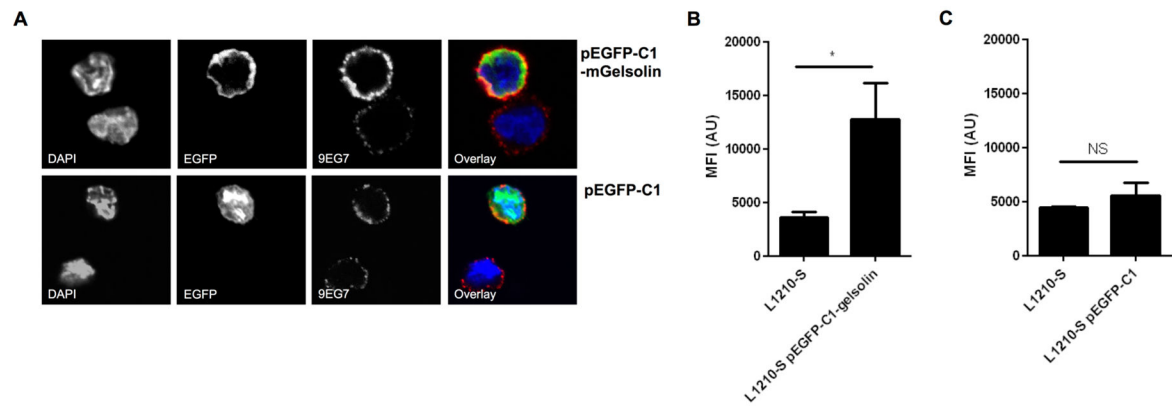 A
pEGFP-C1
-mGelsolin
DAPI
EGFP
9EG7
Overlay
pEGFP-C1
DAPI
EGFP
9EG7
Overlay
B
20000
15000
10000
5000
0
MFI (AU)
*
L1210-S
L1210-S pEGFP-C1-gelsolin
C
20000
15000
10000
5000
0
MFI (AU)
NS
L1210-S
L1210-S pEGFP-C1